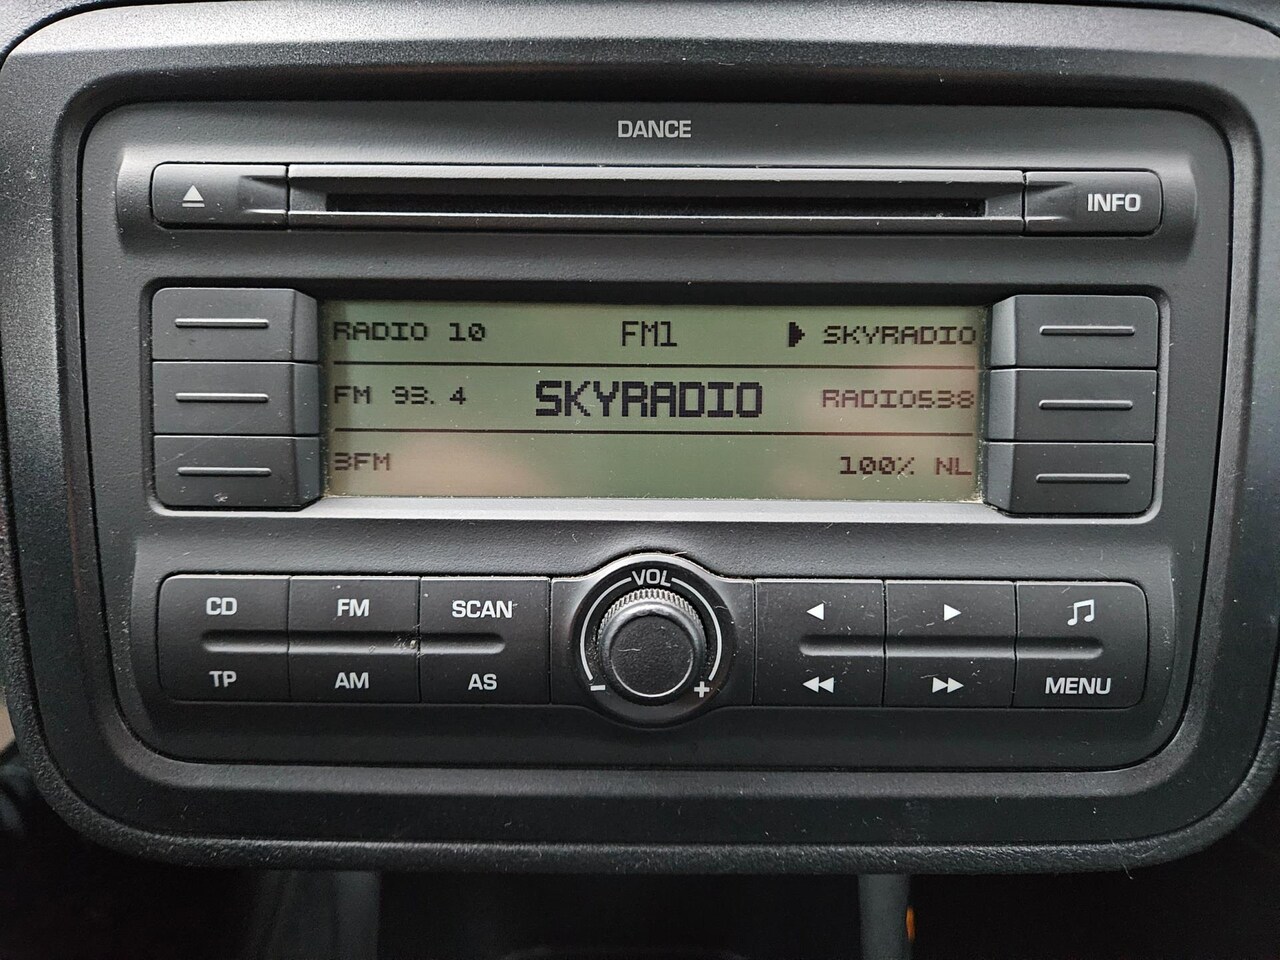 DANCE
INFO
RADIO 10 FM1 SKYRADIO
FM 93.4 SKYRADIO RADIO538
3FM 100% NL
VOL
CD FM SCAN
TP AM AS
- +
MENU